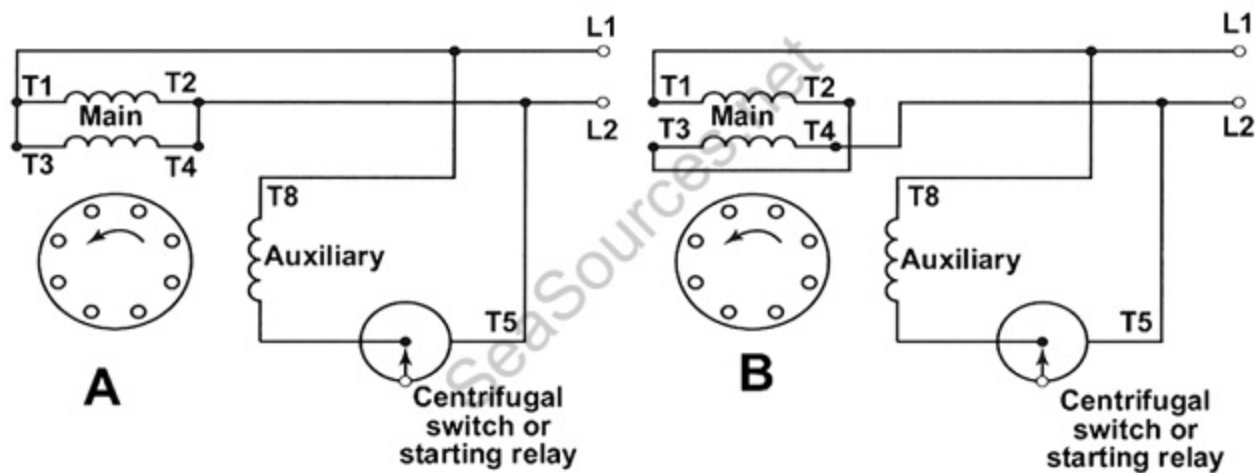 L1
T1
T2
Main
L2
T3
T4
T8
Auxiliary
T5
A
Centrifugal
switch or
starting relay
L1
T1
T2
Main
L2
T3
T4
T8
Auxiliary
T5
B
Centrifugal
switch or
starting relay
SeaSources.net